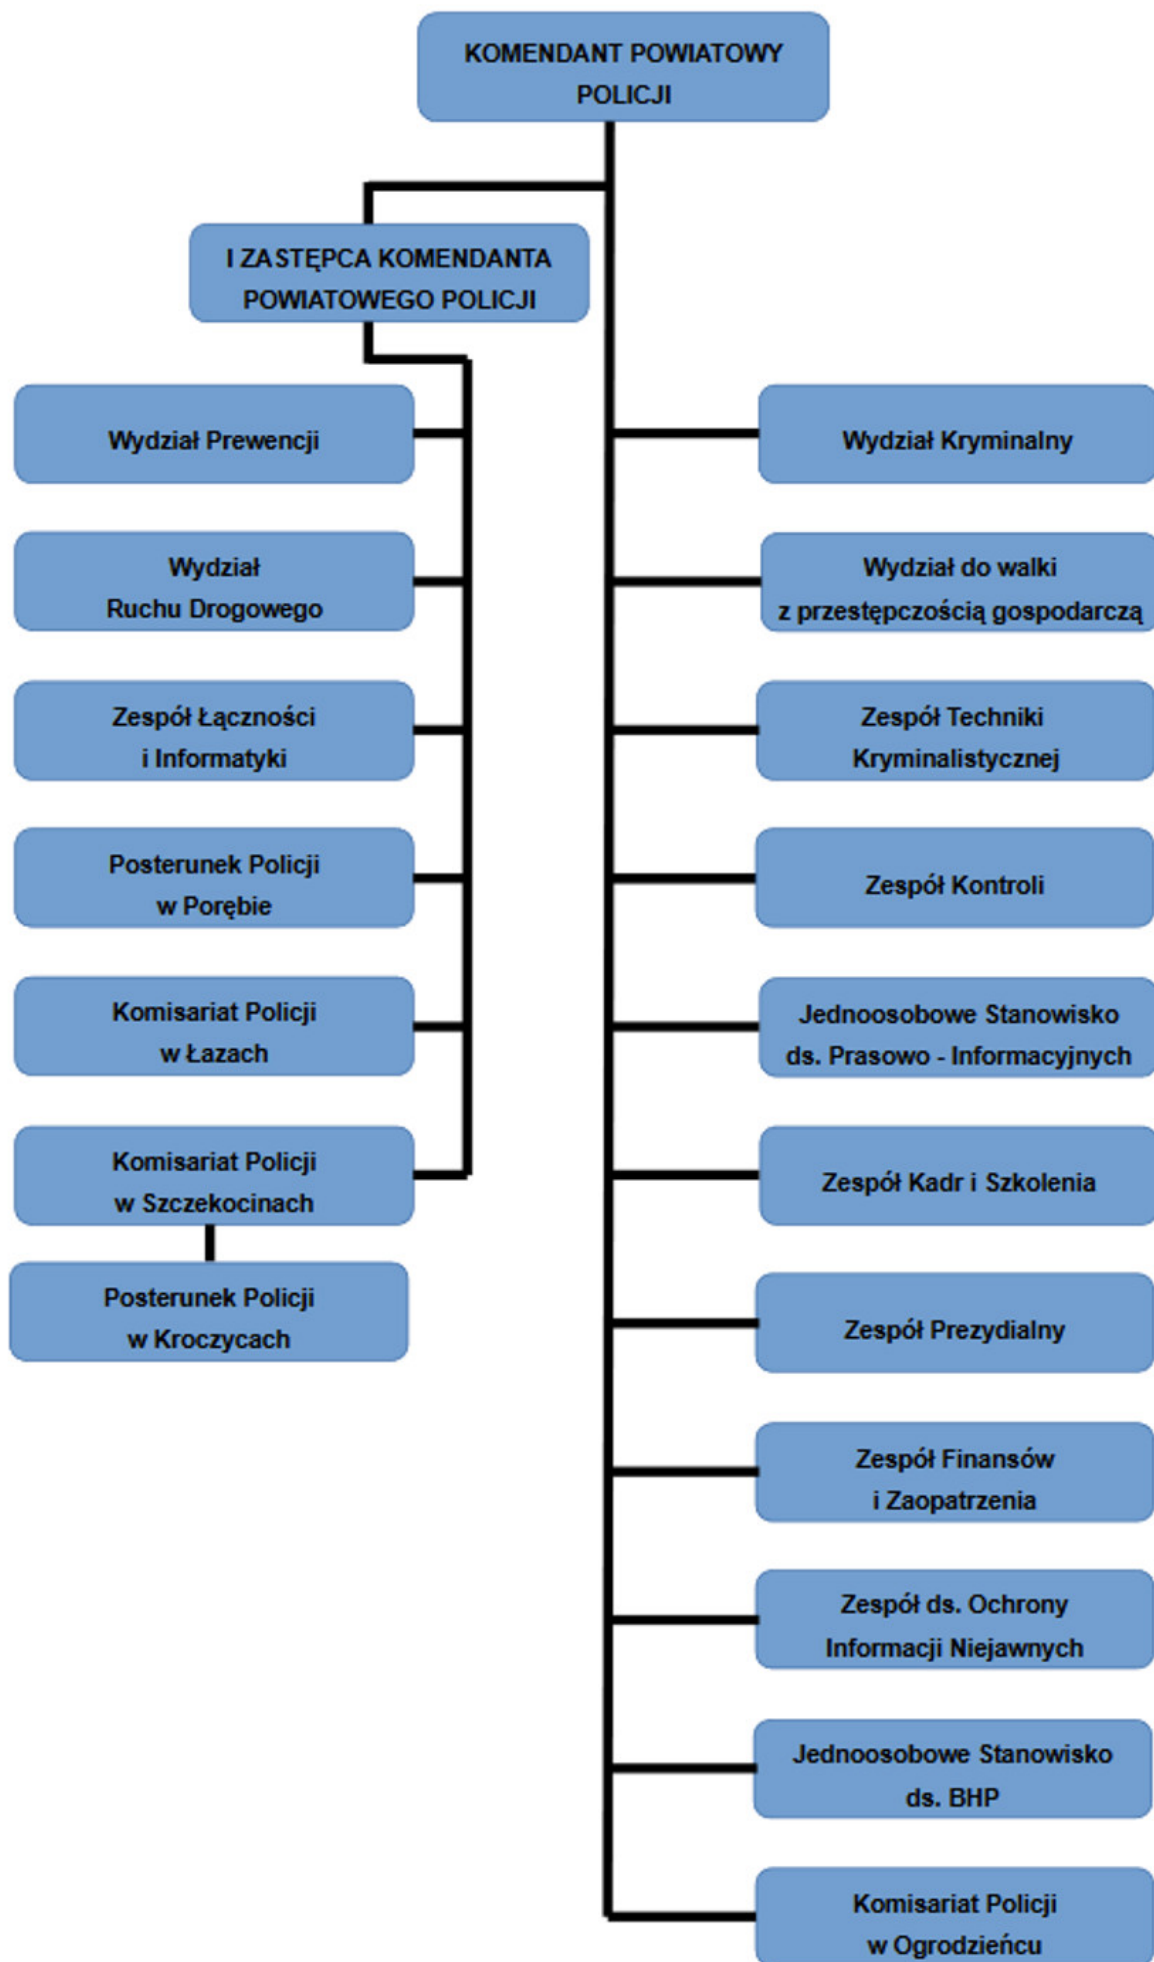 KOMENDANT POWIATOWY
POLICJI
I ZASTĘPCA KOMENDANTA
POWIATOWEGO POLICJI
Wydział Prewencji
Wydział
Ruchu Drogowego
Zespół Łączności
i Informatyki
Posterunek Policji
w Porębie
Komisariat Policji
w Łazach
Komisariat Policji
w Szczekocinach
Posterunek Policji
w Kroczycach
Wydział Kryminalny
Wydział do walki
z przestępczością gospodarczą
Zespół Techniki
Kryminalistycznej
Zespół Kontroli
Jednoosobowe Stanowisko
ds. Prasowo - Informacyjnych
Zespół Kadr i Szkolenia
Zespół Prezydialny
Zespół Finansów
i Zaopatrzenia
Zespół ds. Ochrony
Informacji Niejawnych
Jednoosobowe Stanowisko
ds. BHP
Komisariat Policji
w Ogrodzieńcu